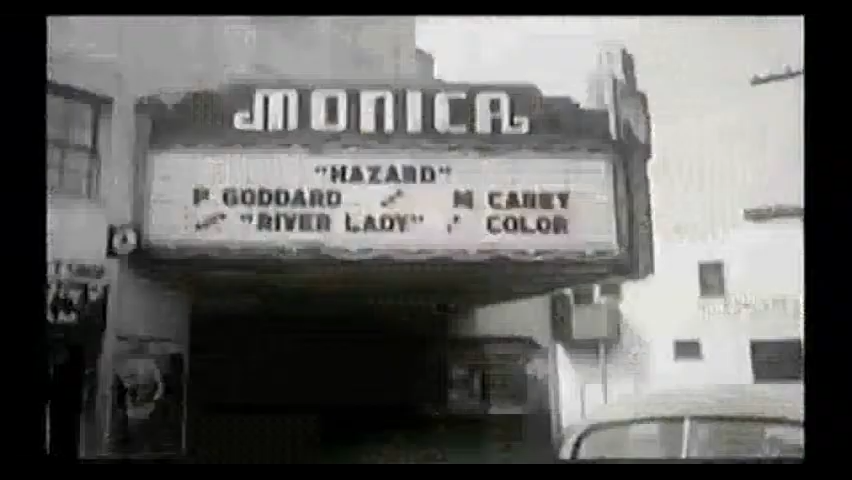 MONICA
"HAZARD"
P GODDARD M CAREY
"RIVER LADY" COLOR